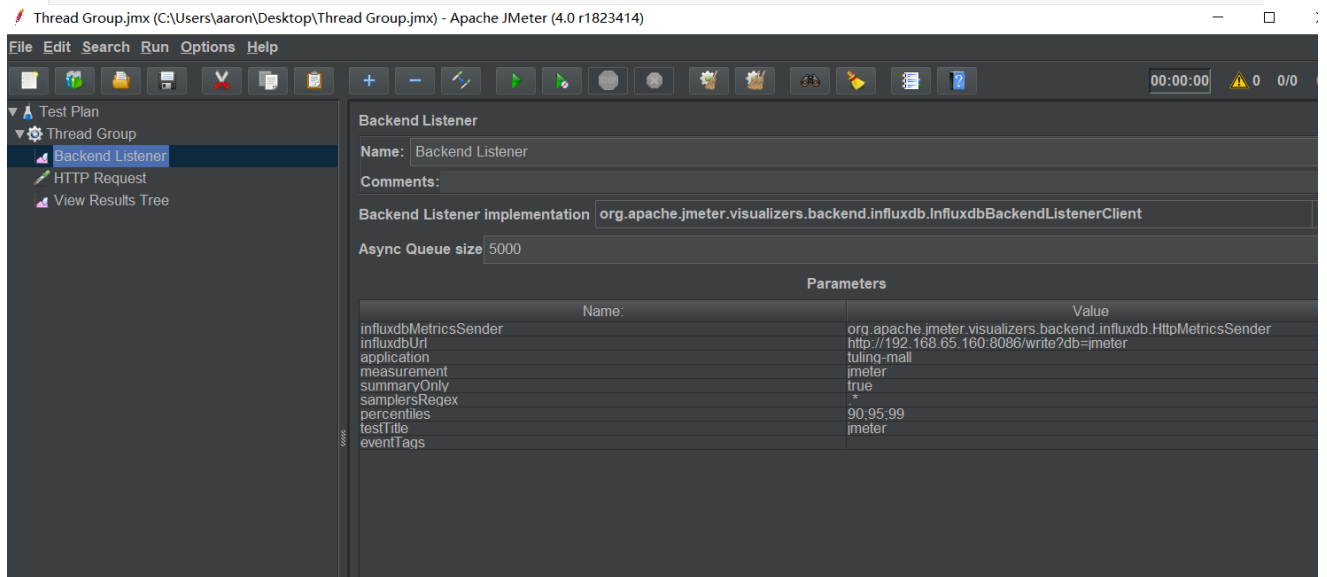 Thread Group.jmx (C:\Users\aaron\Desktop\Thread Group.jmx) - Apache JMeter (4.0 r1823414)
File Edit Search Run Options Help
00:00:00 0 0/0
Test Plan
Thread Group
Backend Listener
HTTP Request
View Results Tree
Backend Listener
Name: Backend Listener
Comments:
Backend Listener implementation org.apache.jmeter.visualizers.backend.influxdb.InfluxdbBackendListenerClient
Async Queue size 5000
Parameters
Name: Value
influxdbMetricsSender org.apache.jmeter.visualizers.backend.influxdb.HttpMetricsSender
influxdbUrl http://192.168.65.160:8086/write?db=jmeter
application tuling-mall
measurement jmeter
summaryOnly true
samplersRegex .*
percentiles 90;95;99
testTitle jmeter
eventTags